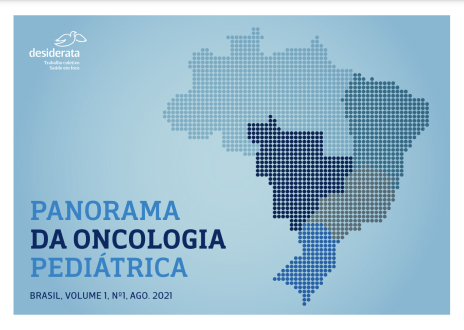 desiderata
Trabalho coletivo
Saúde em foco
PANORAMA
DA ONCOLOGIA
PEDIÁTRICA
BRASIL, VOLUME 1, Nº1, AGO. 2021